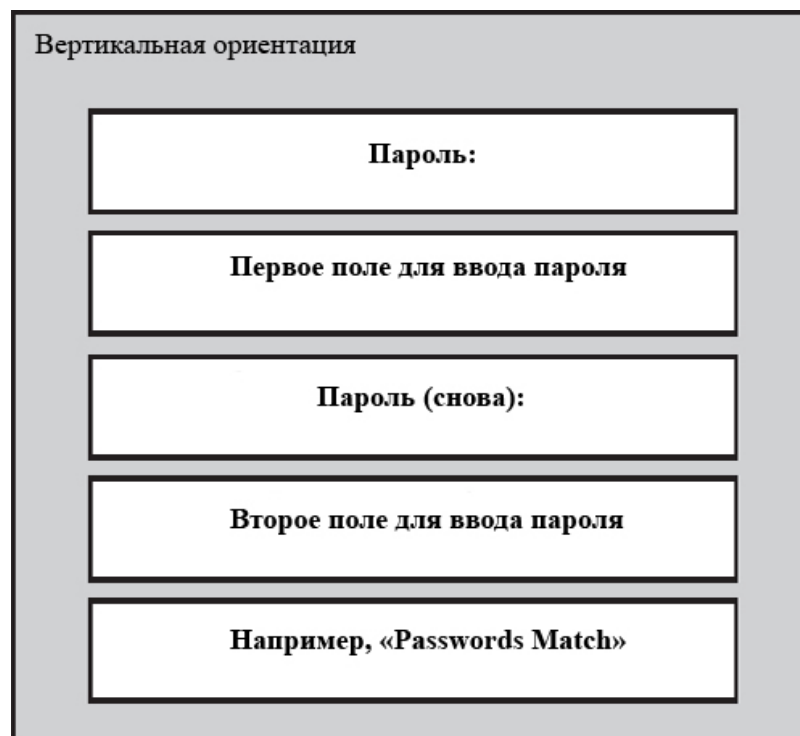 Вертикальная ориентация
Пароль:
Первое поле для ввода пароля
Пароль (снова):
Второе поле для ввода пароля
Например, «Passwords Match»